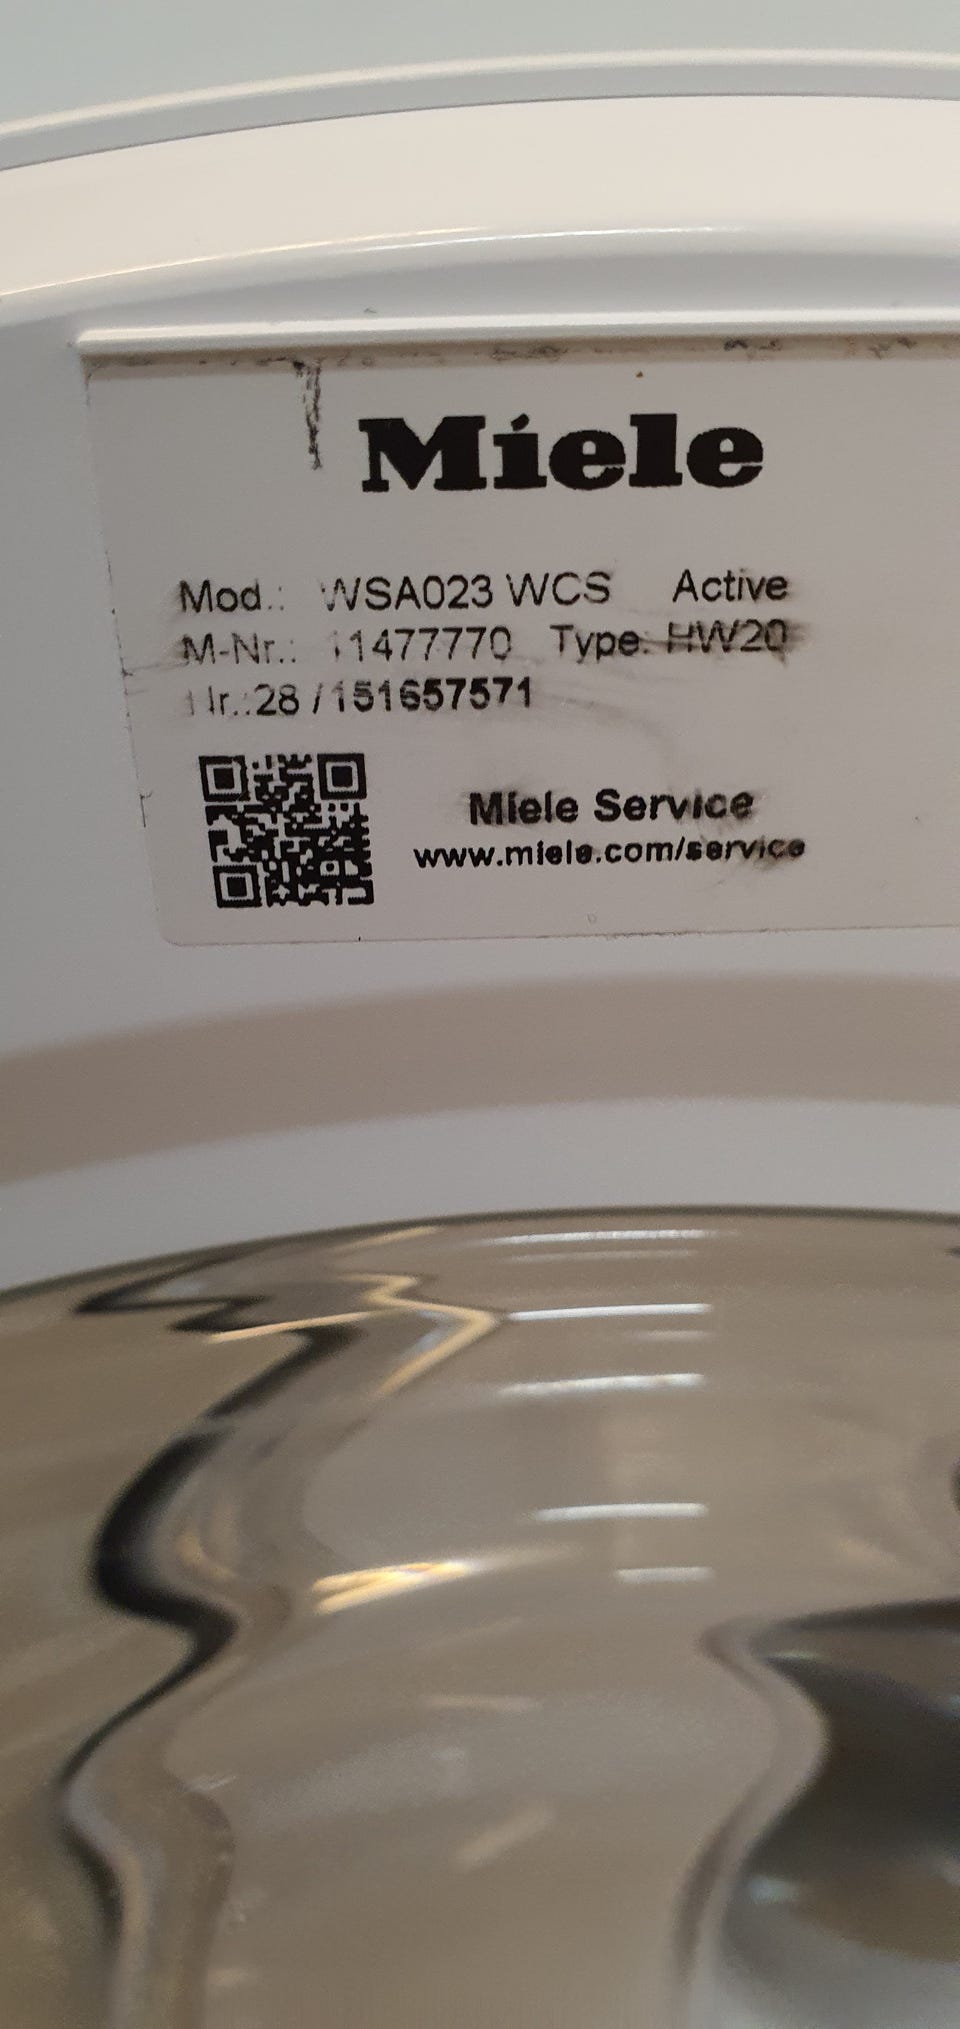 Miele
Mod.: WSA023 WCS Active
M-Nr.: 11477770 Type: HW20
Nr.:28 / 151657571
Miele Service
www.miele.com/service